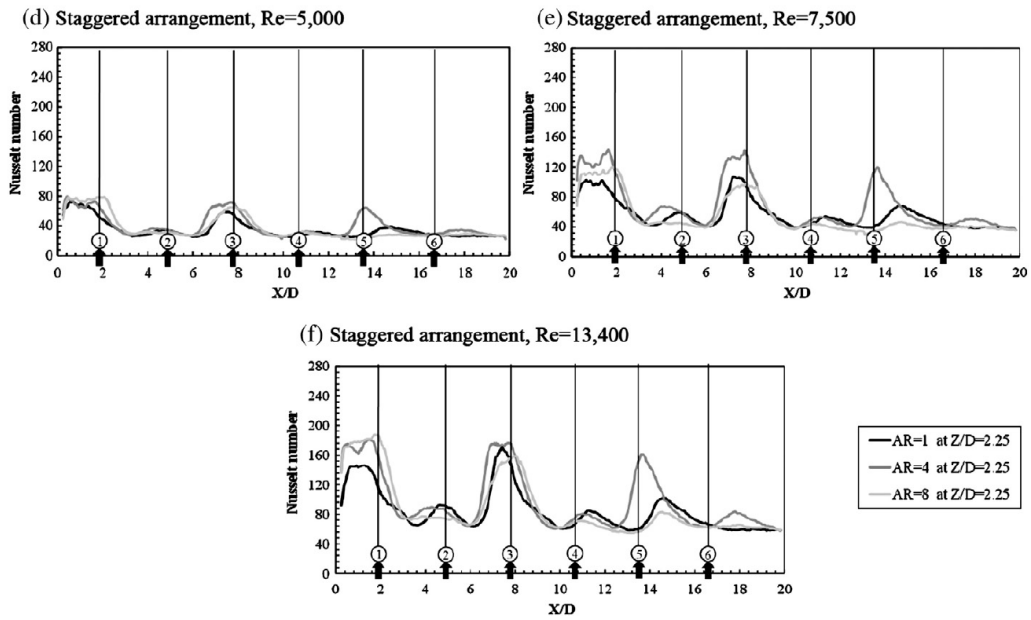 (d) Staggered arrangement, Re=5,000
280
240
200
160
120
80
40
0
Nusselt number
1 2 3 4 5 6
0 2 4 6 8 10 12 14 16 18 20
X/D
(e) Staggered arrangement, Re=7,500
280
240
200
160
120
80
40
0
Nusselt number
1 2 3 4 5 6
0 2 4 6 8 10 12 14 16 18 20
X/D
(f) Staggered arrangement, Re=13,400
280
240
200
160
120
80
40
0
Nusselt number
1 2 3 4 5 6
0 2 4 6 8 10 12 14 16 18 20
X/D
AR=1 at Z/D=2.25
AR=4 at Z/D=2.25
AR=8 at Z/D=2.25